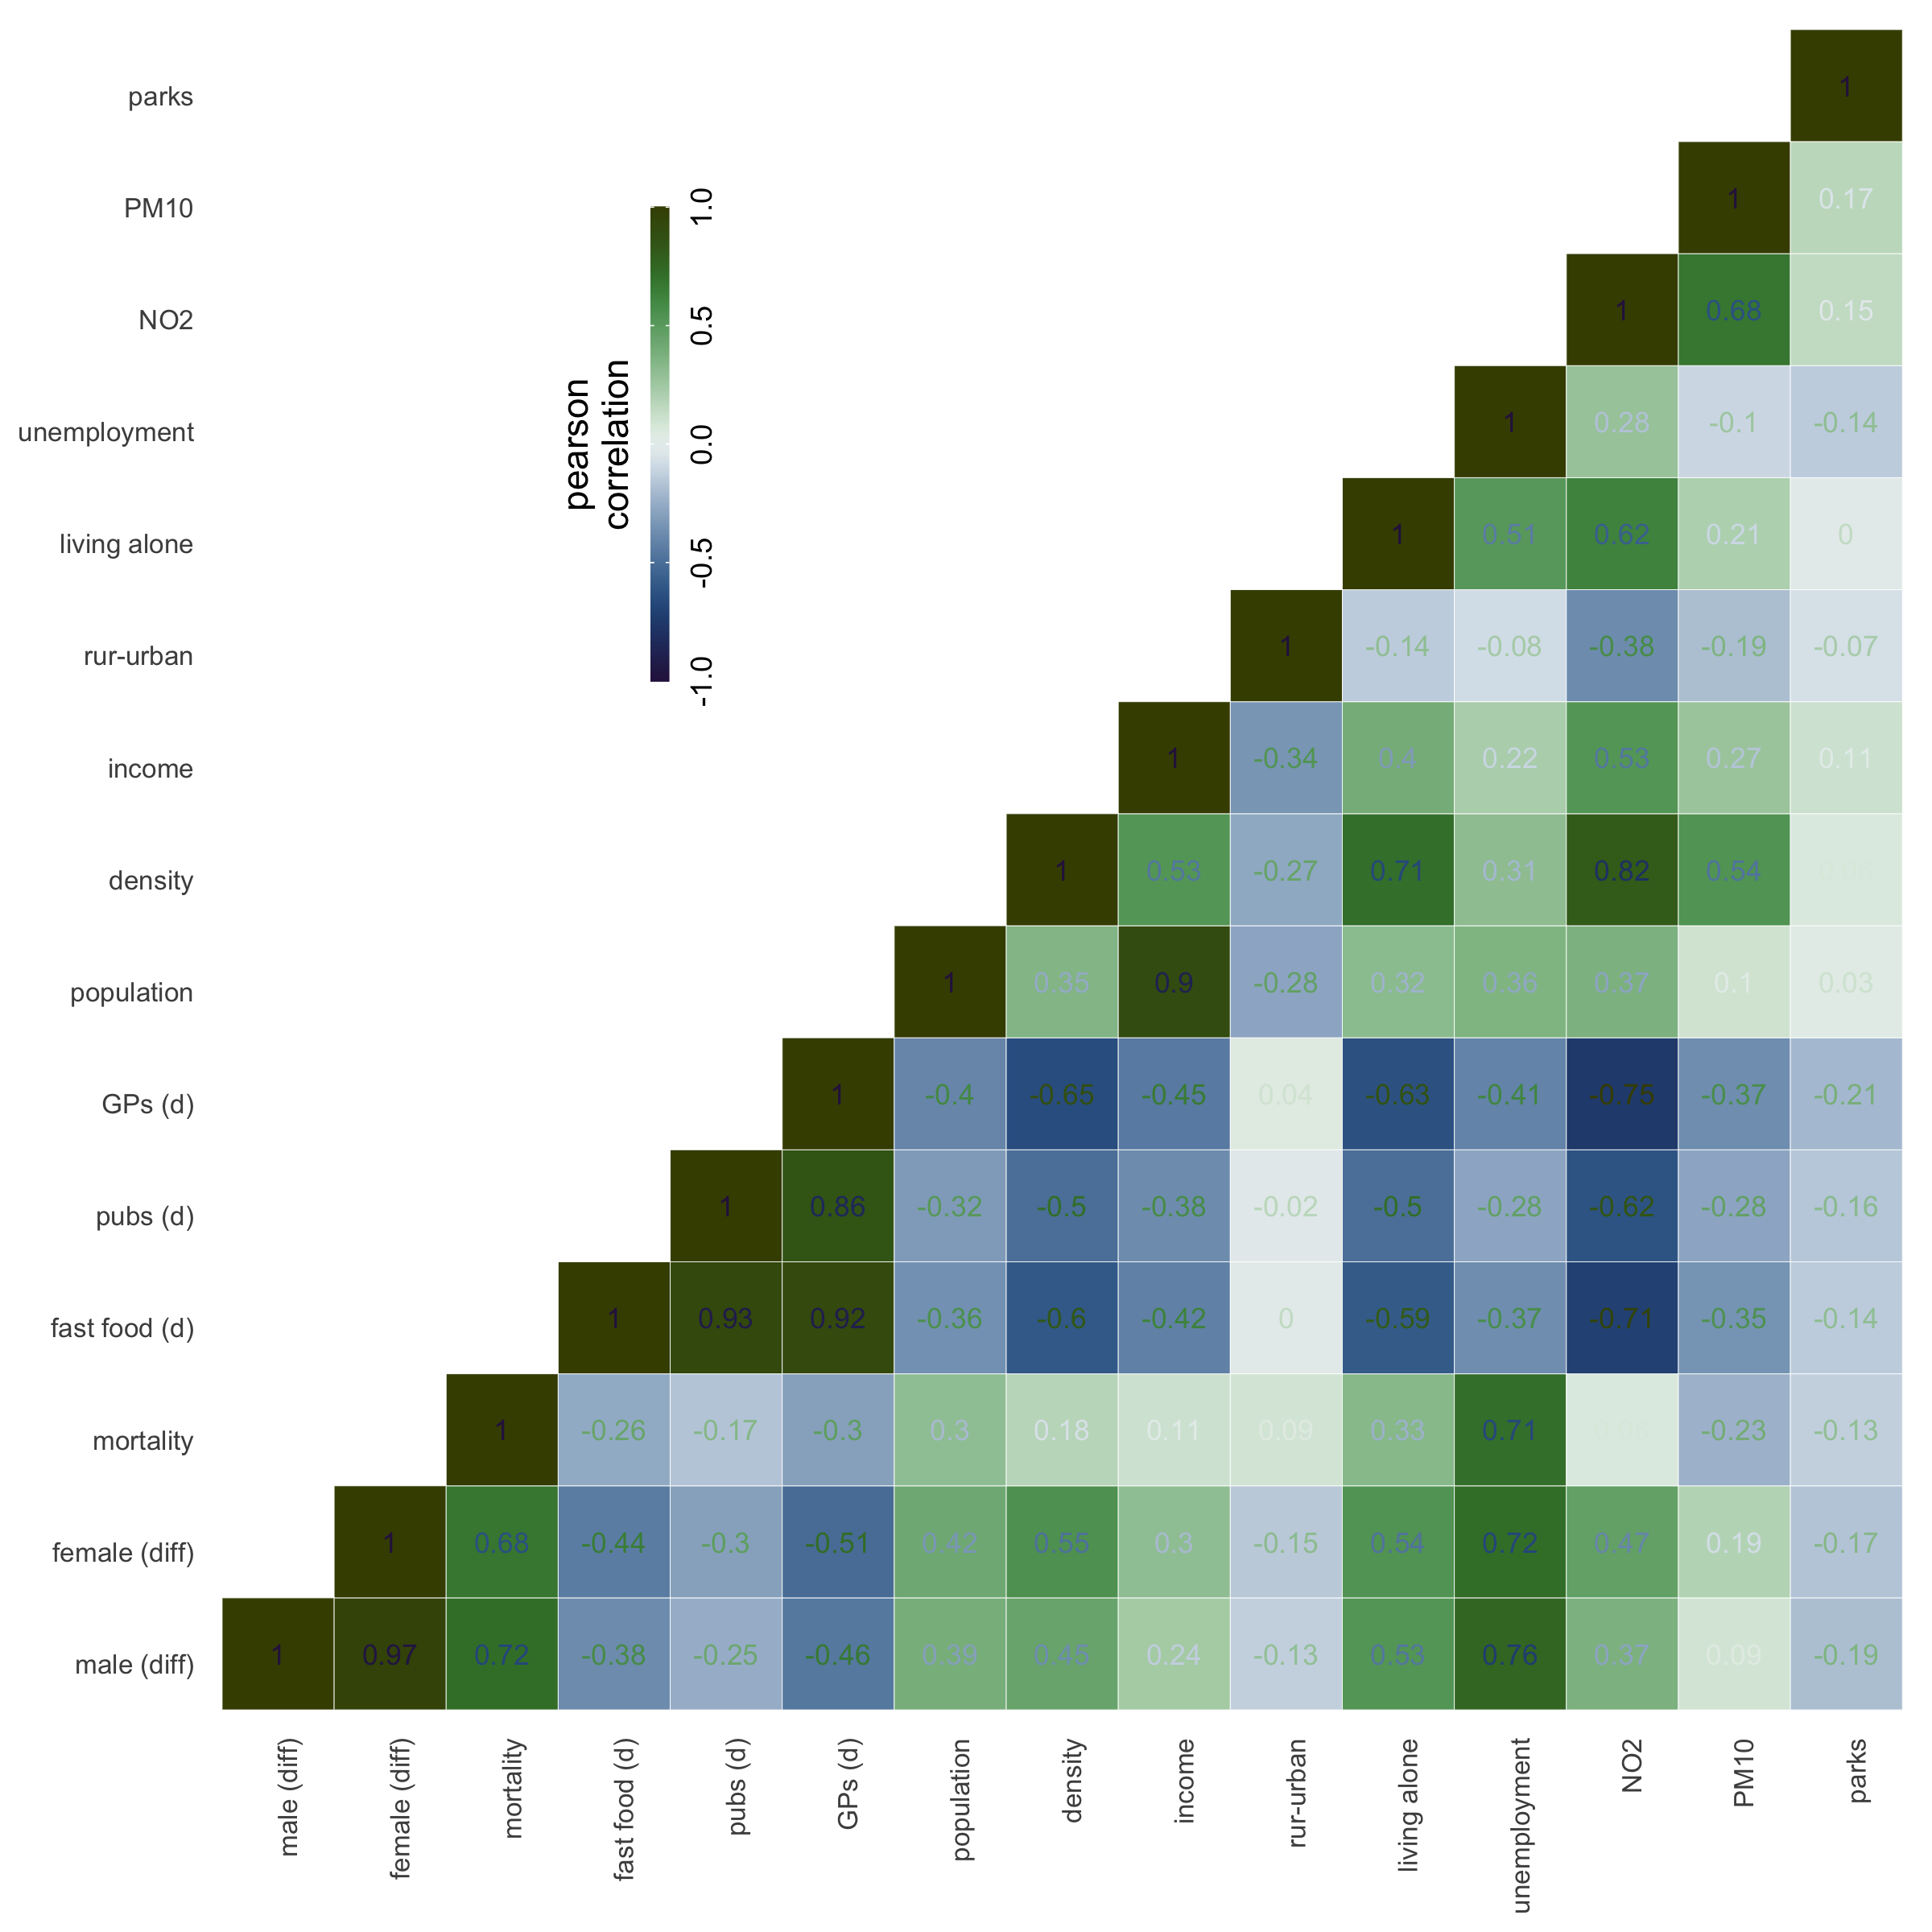 parks 1
PM10 1 0.17
NO2 1 0.68 0.15
unemployment 1 0.28 -0.1 -0.14
living alone 1 0.51 0.62 0.21 0
rur-urban 1 -0.14 -0.08 -0.38 -0.19 -0.07
income 1 -0.34 0.4 0.22 0.53 0.27 0.11
density 1 0.53 -0.27 0.71 0.31 0.82 0.54
population 1 0.35 0.9 -0.28 0.32 0.36 0.37 0.1 0.03
GPs (d) 1 -0.4 -0.65 -0.45 0.04 -0.63 -0.41 -0.75 -0.37 -0.21
pubs (d) 1 0.86 -0.32 -0.5 -0.38 -0.02 -0.5 -0.28 -0.62 -0.28 -0.16
fast food (d) 1 0.93 0.92 -0.36 -0.6 -0.42 0 -0.59 -0.37 -0.71 -0.35 -0.14
mortality 1 -0.26 -0.17 -0.3 0.3 0.18 0.11 0.09 0.33 0.71 -0.23 -0.13
female (diff) 1 0.68 -0.44 -0.3 -0.51 0.42 0.55 0.3 -0.15 0.54 0.72 0.47 0.19 -0.17
male (diff) 1 0.97 0.72 -0.38 -0.25 -0.46 0.39 0.45 0.24 -0.13 0.53 0.76 0.37 0.09 -0.19
male (diff)
female (diff)
mortality
fast food (d)
pubs (d)
GPs (d)
population
density
income
rur-urban
living alone
unemployment
NO2
PM10
parks
pearson
correlation
-1.0 -0.5 0.0 0.5 1.0